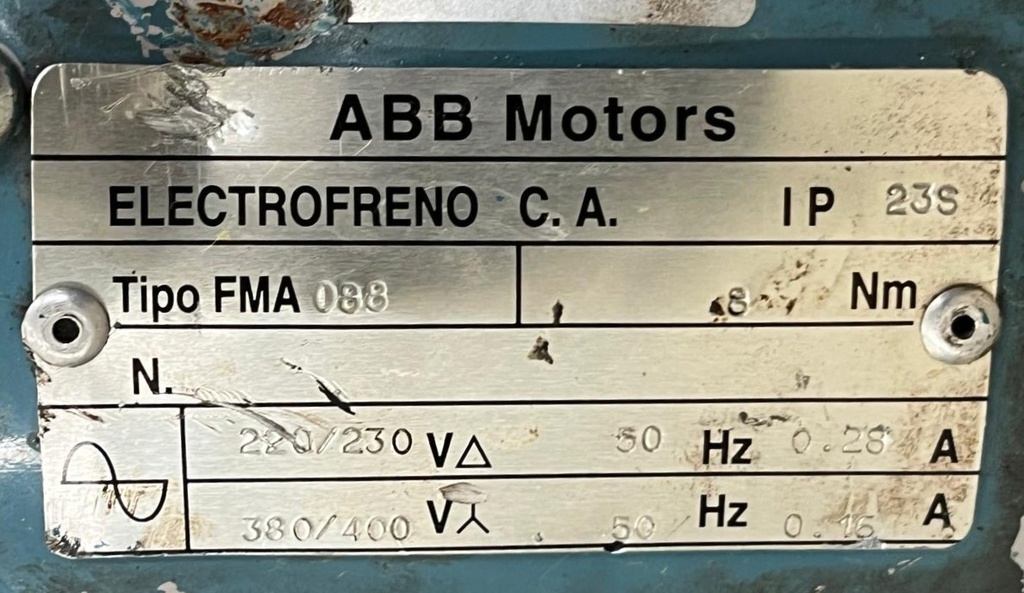 ABB Motors
ELECTROFRENO C. A. IP 23S
Tipo FMA 088 8 Nm
N.
220/230 V△ 50 Hz 0.28 A
380/400 V⅄ 50 Hz 0.16 A